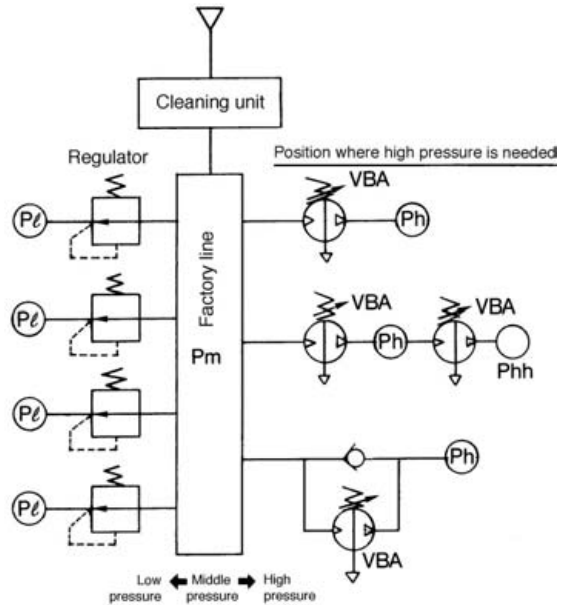 Cleaning unit
Regulator
Position where high pressure is needed
VBA
Pℓ
Ph
Factory line
Pm
Pℓ
VBA
Ph
VBA
Phh
Pℓ
Ph
Pℓ
VBA
Low pressure
Middle pressure
High pressure